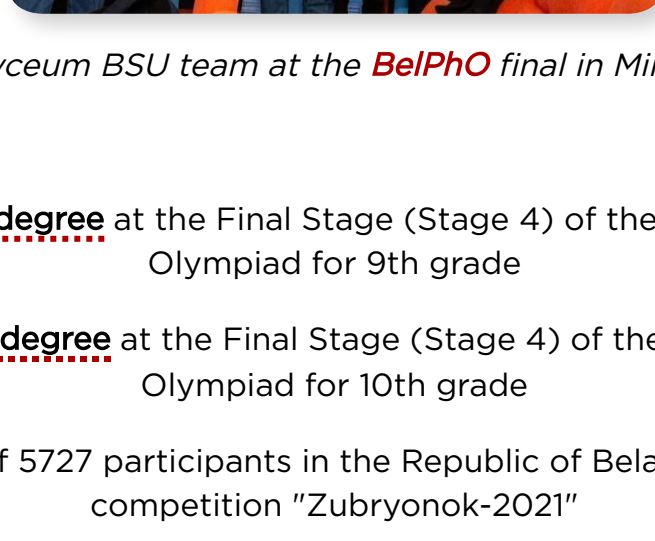 yceum BSU team at the BelPhO final in Mi
degree at the Final Stage (Stage 4) of the
Olympiad for 9th grade
degree at the Final Stage (Stage 4) of the
Olympiad for 10th grade
f 5727 participants in the Republic of Bela
competition "Zubryonok-2021"